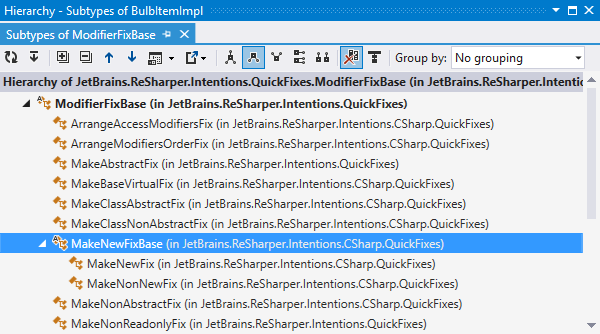 Hierarchy - Subtypes of BulbItemImpl
Subtypes of ModifierFixBase
Group by: No grouping
Hierarchy of JetBrains.ReSharper.Intentions.QuickFixes.ModifierFixBase (in JetBrains.ReSharper.Intentic
ModifierFixBase (in JetBrains.ReSharper.Intentions.QuickFixes)
ArrangeAccessModifiersFix (in JetBrains.ReSharper.Intentions.CSharp.QuickFixes)
ArrangeModifiersOrderFix (in JetBrains.ReSharper.Intentions.CSharp.QuickFixes)
MakeAbstractFix (in JetBrains.ReSharper.Intentions.QuickFixes)
MakeBaseVirtualFix (in JetBrains.ReSharper.Intentions.CSharp.QuickFixes)
MakeClassAbstractFix (in JetBrains.ReSharper.Intentions.CSharp.QuickFixes)
MakeClassNonAbstractFix (in JetBrains.ReSharper.Intentions.CSharp.QuickFixes)
MakeNewFixBase (in JetBrains.ReSharper.Intentions.CSharp.QuickFixes)
MakeNewFix (in JetBrains.ReSharper.Intentions.CSharp.QuickFixes)
MakeNonNewFix (in JetBrains.ReSharper.Intentions.CSharp.QuickFixes)
MakeNonAbstractFix (in JetBrains.ReSharper.Intentions.CSharp.QuickFixes)
MakeNonReadonlyFix (in JetBrains.ReSharper.Intentions.CSharp.QuickFixes)